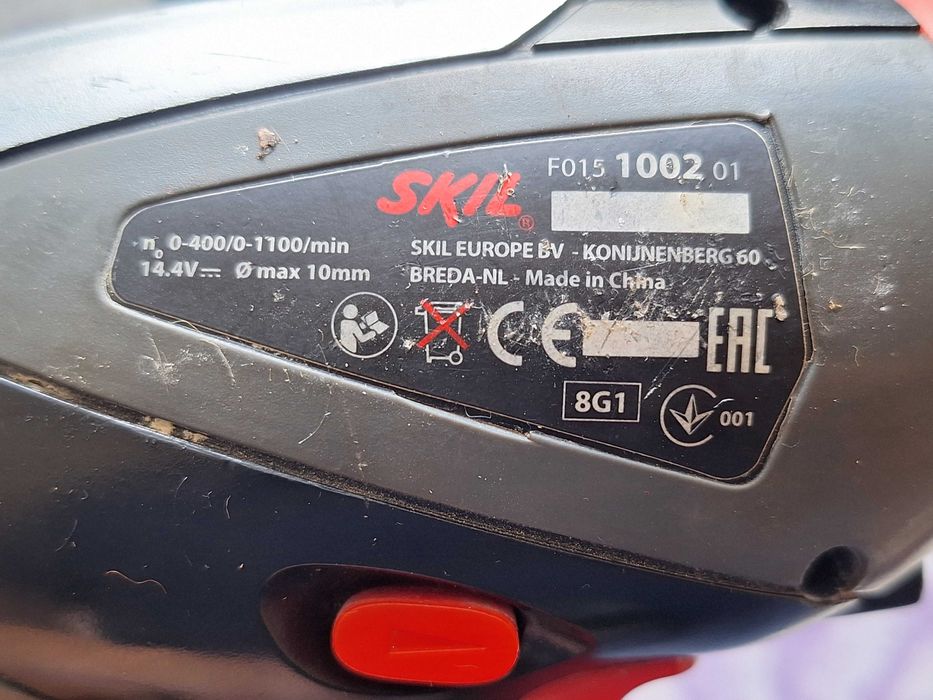 SKIL®
F015 1002 01
n₀ 0-400/0-1100/min
14.4V⎓ Ø max 10mm
SKIL EUROPE BV - KONIJNENBERG 60
BREDA-NL - Made in China
CE
EAC
8G1
001